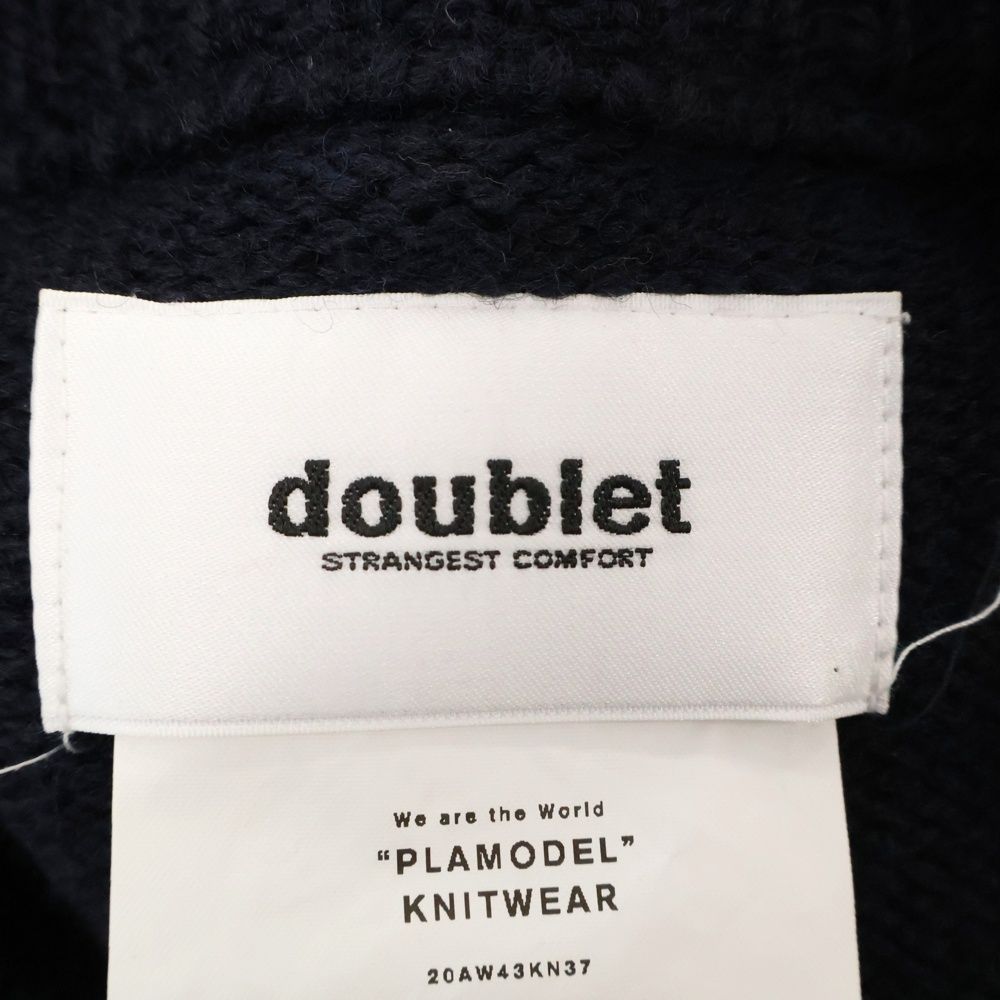 doublet
STRANGEST COMFORT
We are the World
“PLAMODEL”
KNITWEAR
20AW43KN37